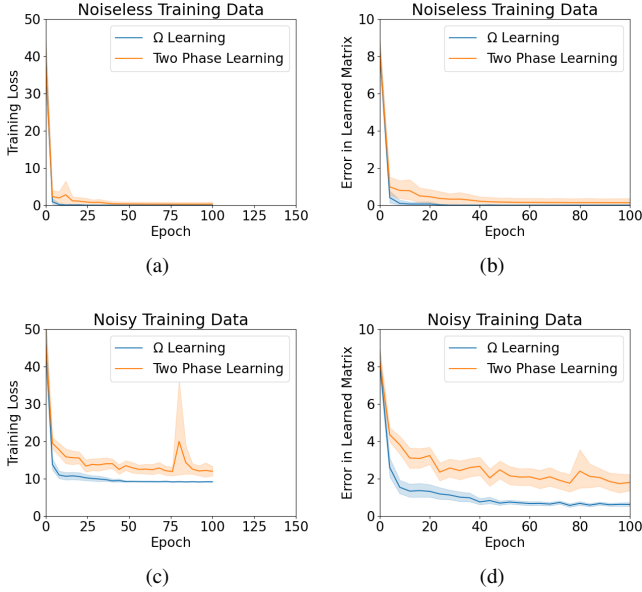 Noiseless Training Data
50
40
30
20
10
0
Training Loss
Ω Learning
Two Phase Learning
0 25 50 75 100 125 150
Epoch
(a)
Noiseless Training Data
10
8
6
4
2
0
Error in Learned Matrix
Ω Learning
Two Phase Learning
0 20 40 60 80 100
Epoch
(b)
Noisy Training Data
50
40
30
20
10
0
Training Loss
Ω Learning
Two Phase Learning
0 25 50 75 100 125 150
Epoch
(c)
Noisy Training Data
10
8
6
4
2
0
Error in Learned Matrix
Ω Learning
Two Phase Learning
0 20 40 60 80 100
Epoch
(d)